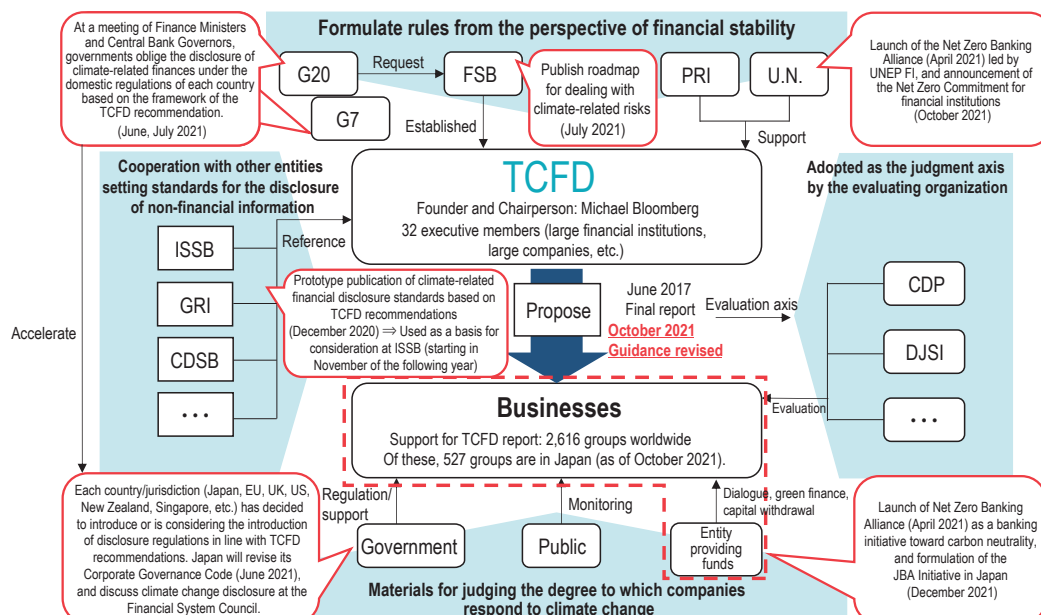 Formulate rules from the perspective of financial stability
At a meeting of Finance Ministers
and Central Bank Governors,
governments oblige the disclosure of
climate-related finances under the
domestic regulations of each country
based on the framework of the
TCFD recommendation.
(June, July 2021)
G20
Request
FSB
G7
Established
Publish roadmap
for dealing with
climate-related risks
(July 2021)
PRI
U.N.
Support
Launch of the Net Zero Banking
Alliance (April 2021) led by
UNEP FI, and announcement of
the Net Zero Commitment for
financial institutions
(October 2021)
Cooperation with other entities
setting standards for the disclosure
of non-financial information
TCFD
Founder and Chairperson: Michael Bloomberg
32 executive members (large financial institutions,
large companies, etc.)
Adopted as the judgment axis
by the evaluating organization
ISSB
Reference
GRI
CDSB
• • •
Prototype publication of climate-related
financial disclosure standards based on
TCFD recommendations
(December 2020) ⇒ Used as a basis for
consideration at ISSB (starting in
November of the following year)
Accelerate
Propose
June 2017
Final report
October 2021
Guidance revised
Evaluation axis
CDP
DJSI
• • •
Evaluation
Businesses
Support for TCFD report: 2,616 groups worldwide
Of these, 527 groups are in Japan (as of October 2021).
Each country/jurisdiction (Japan, EU, UK, US,
New Zealand, Singapore, etc.) has decided
to introduce or is considering the introduction
of disclosure regulations in line with TCFD
recommendations. Japan will revise its
Corporate Governance Code (June 2021),
and discuss climate change disclosure at the
Financial System Council.
Regulation/
support
Government
Monitoring
Public
Dialogue, green finance,
capital withdrawal
Entity
providing
funds
Launch of Net Zero Banking
Alliance (April 2021) as a banking
initiative toward carbon neutrality,
and formulation of the
JBA Initiative in Japan
(December 2021)
Materials for judging the degree to which companies
respond to climate change